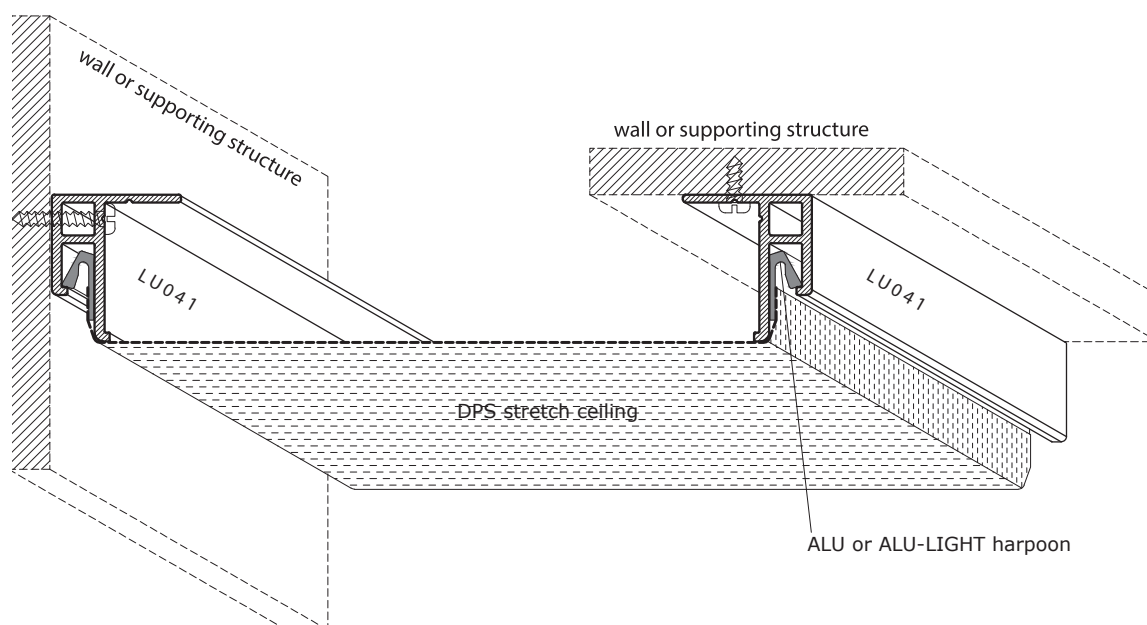 wall or supporting structure
wall or supporting structure
LU041
LU041
DPS stretch ceiling
ALU or ALU-LIGHT harpoon